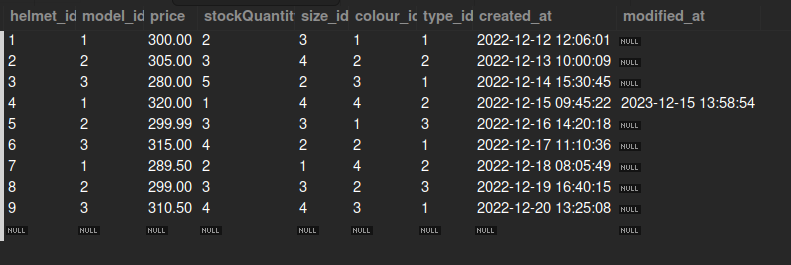 helmet_id model_id price stockQuantit size_id colour_ic type_id created_at modified_at
1 1 300.00 2 3 1 1 2022-12-12 12:06:01 NULL
2 2 305.00 3 4 2 2 2022-12-13 10:00:09 NULL
3 3 280.00 5 2 3 1 2022-12-14 15:30:45 NULL
4 1 320.00 1 4 4 2 2022-12-15 09:45:22 2023-12-15 13:58:54
5 2 299.99 3 3 1 3 2022-12-16 14:20:18 NULL
6 3 315.00 4 2 2 1 2022-12-17 11:10:36 NULL
7 1 289.50 2 1 4 2 2022-12-18 08:05:49 NULL
8 2 299.00 3 3 2 3 2022-12-19 16:40:15 NULL
9 3 310.50 4 4 3 1 2022-12-20 13:25:08 NULL
NULL NULL NULL NULL NULL NULL NULL NULL NULL